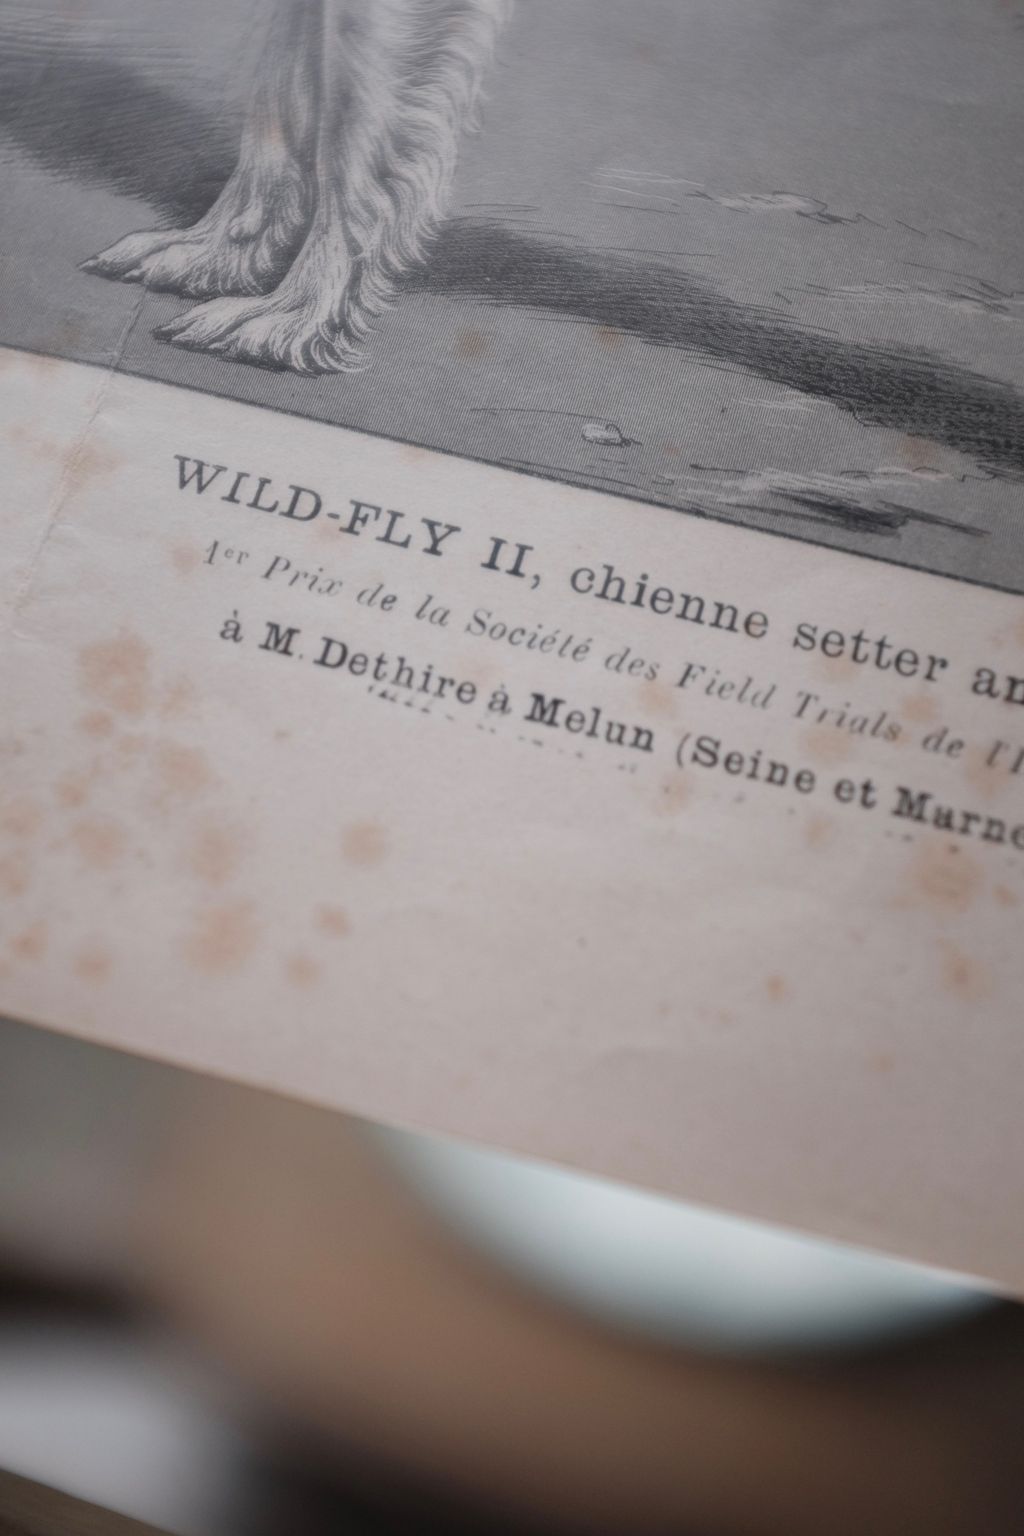 WILD-FLY II, chienne setter an
1er Prix de la Société des Field Trials de l'I
à M. Dethire à Melun (Seine et Marne